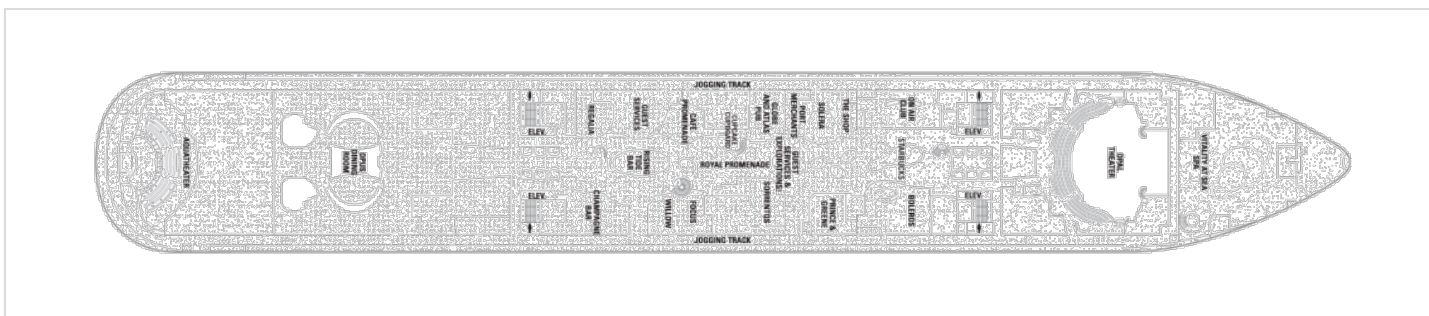 JOGGING TRACK
ELEV.
REGALIA
GUEST
SERVICES
CAFE
PROMENADE
CUPCAKE
CUPBOARD
GLOBE
AND ATLAS
PUB
PORT
MERCHANTS
SOLERA
THE SHOP
ON AIR
CLUB
ELEV.
AQUATHEATER
OPUS
DINING
ROOM
RISING
TIDE
BAR
ROYAL PROMENADE
GUEST
SERVICES &
EXPLORATIONS
STARBUCKS
OPAL
THEATER
VITALITY AT SEA
SPA
ELEV.
CHAMPAGNE
BAR
WILLOW
FOCUS
SORRENTOS
PRINCE &
GREENE
BOLEROS
ELEV.
JOGGING TRACK